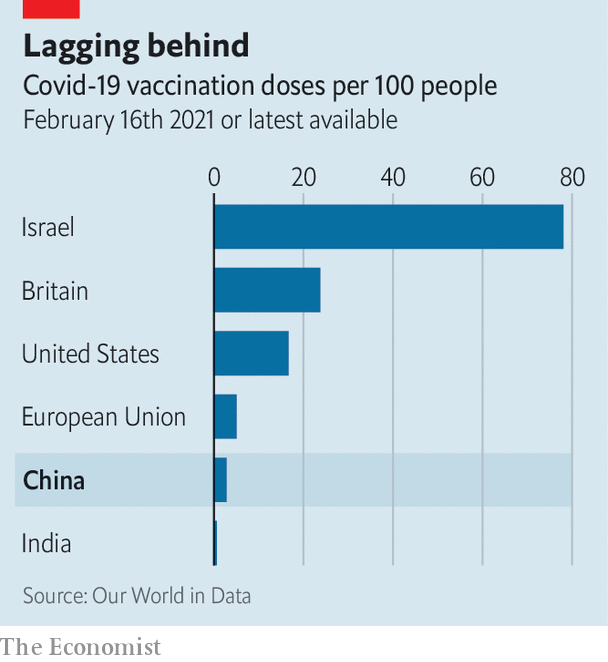 Lagging behind
Covid-19 vaccination doses per 100 people
February 16th 2021 or latest available
0 20 40 60 80
Israel
Britain
United States
European Union
China
India
Source: Our World in Data
The Economist